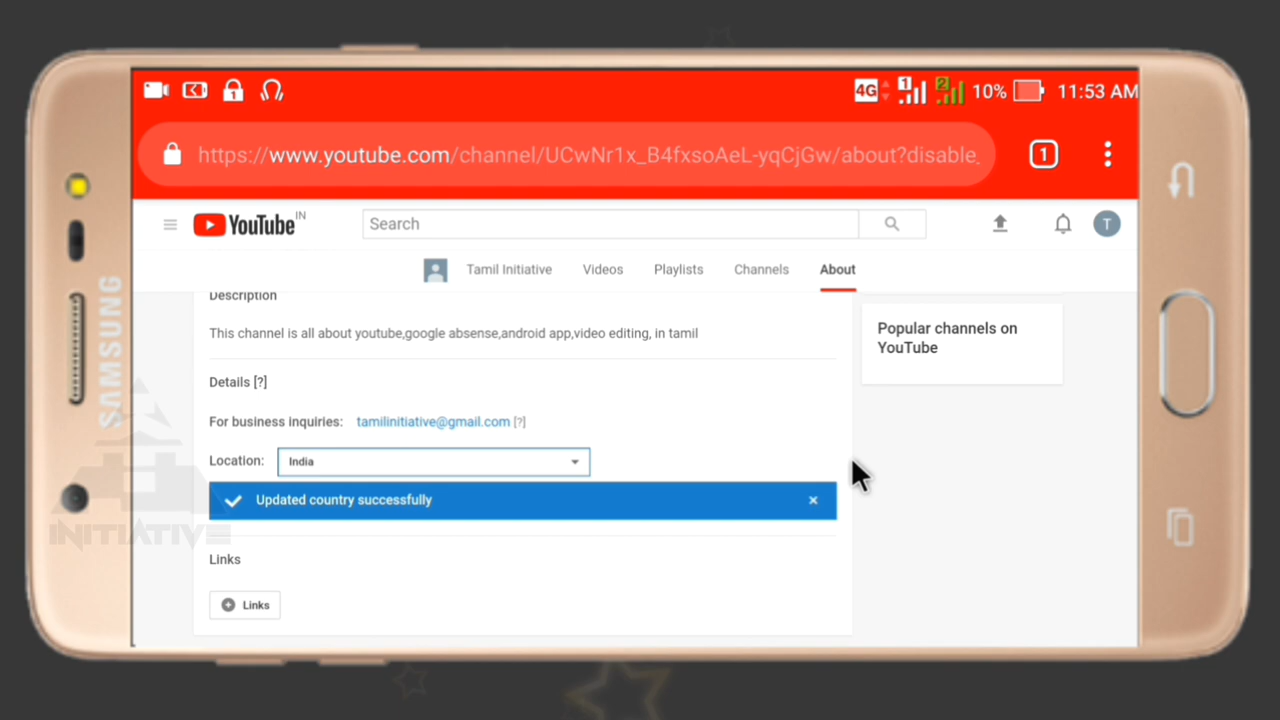 4G 1 2 10% 11:53 AM
https://www.youtube.com/channel/UCwNr1x_B4fxsoAeL-yqCjGw/about?disable_
1
YouTube IN
Search
T
Tamil Initiative Videos Playlists Channels About
Description
This channel is all about youtube,google absense,android app,video editing, in tamil
Popular channels on
YouTube
Details [?]
For business inquiries: tamilinitiative@gmail.com [?]
Location: India
Updated country successfully ×
Links
Links
SAMSUNG
INITIATIVE